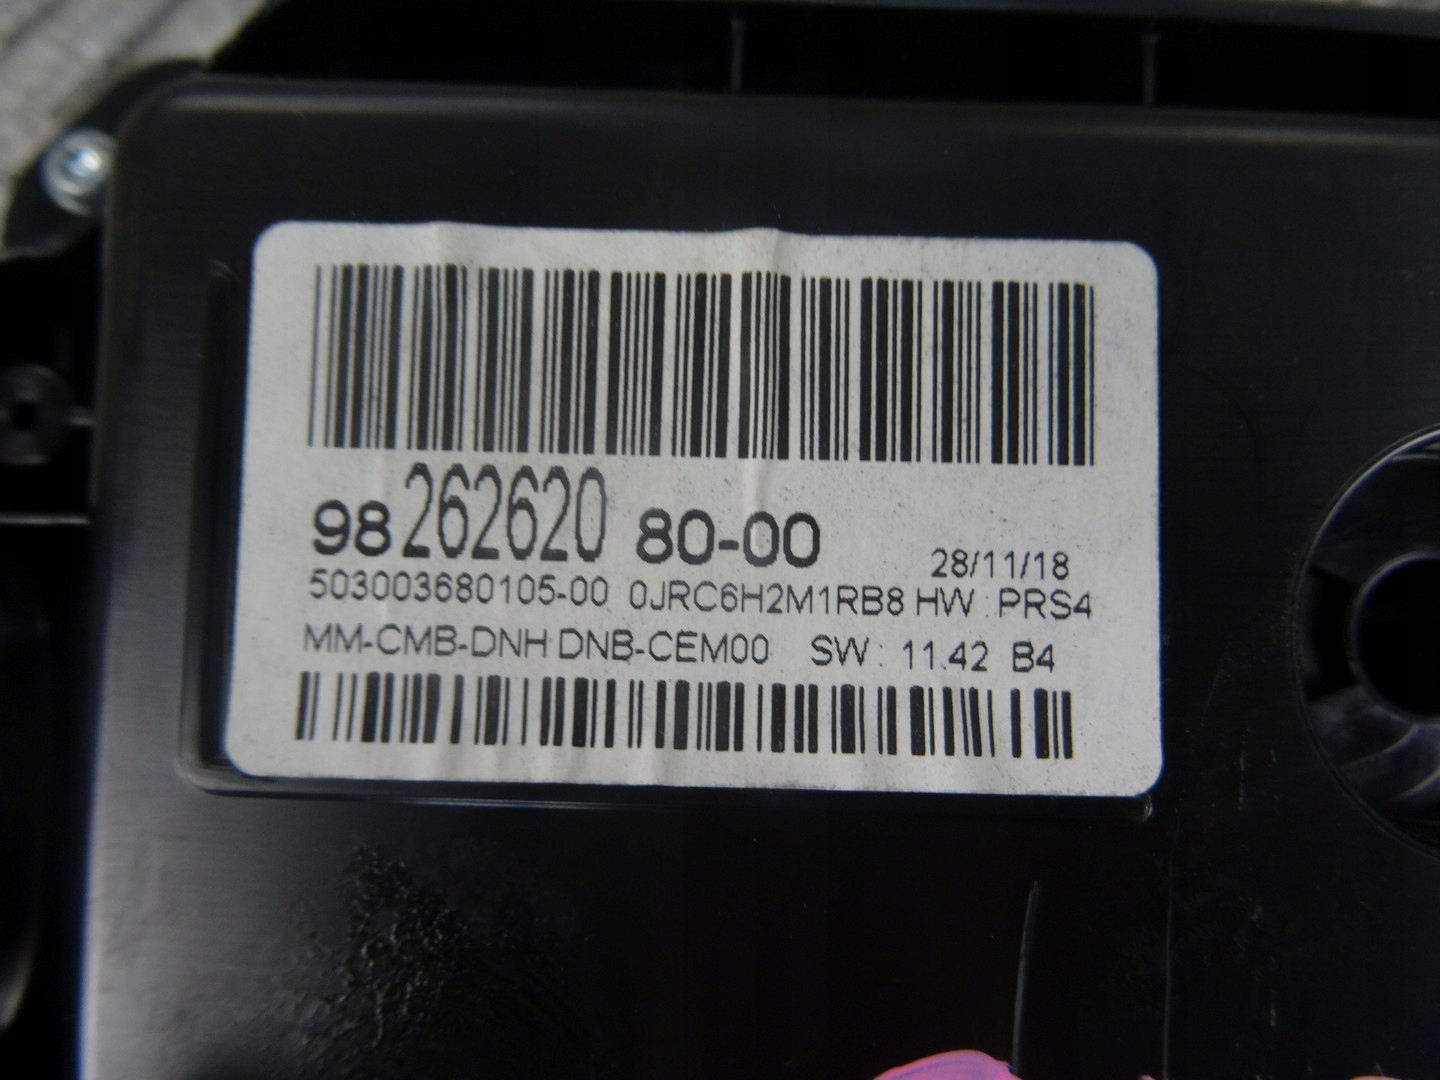 98 262620 80-00 28/11/18
503003680105-00 0JRC6H2M1RB8 HW: PRS4
MM-CMB-DNH DNB-CEM00 SW: 11.42 B4